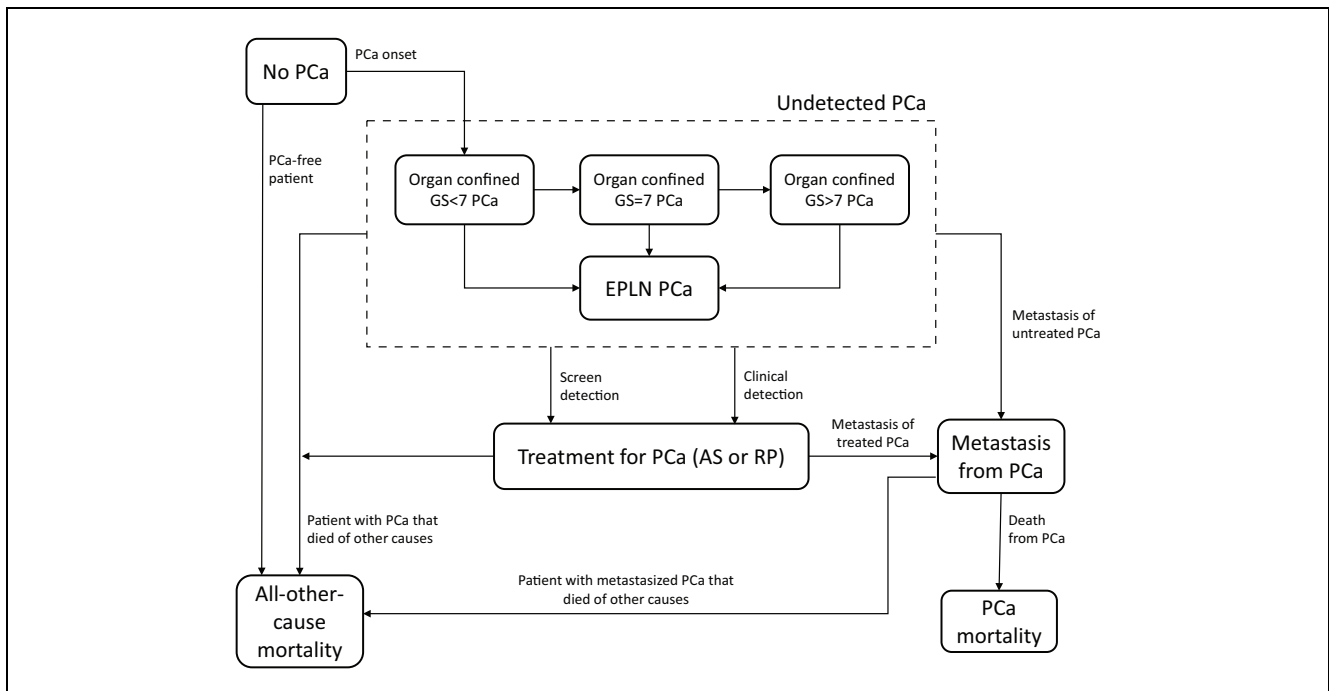 No PCa
PCa onset
Undetected PCa
PCa-free
patient
Organ confined
GS<7 PCa
Organ confined
GS=7 PCa
Organ confined
GS>7 PCa
EPLN PCa
Metastasis of
untreated PCa
Screen
detection
Clinical
detection
Treatment for PCa (AS or RP)
Metastasis of
treated PCa
Metastasis
from PCa
Patient with PCa that
died of other causes
Death
from PCa
Patient with metastasized PCa that
died of other causes
All-other-
cause
mortality
PCa
mortality